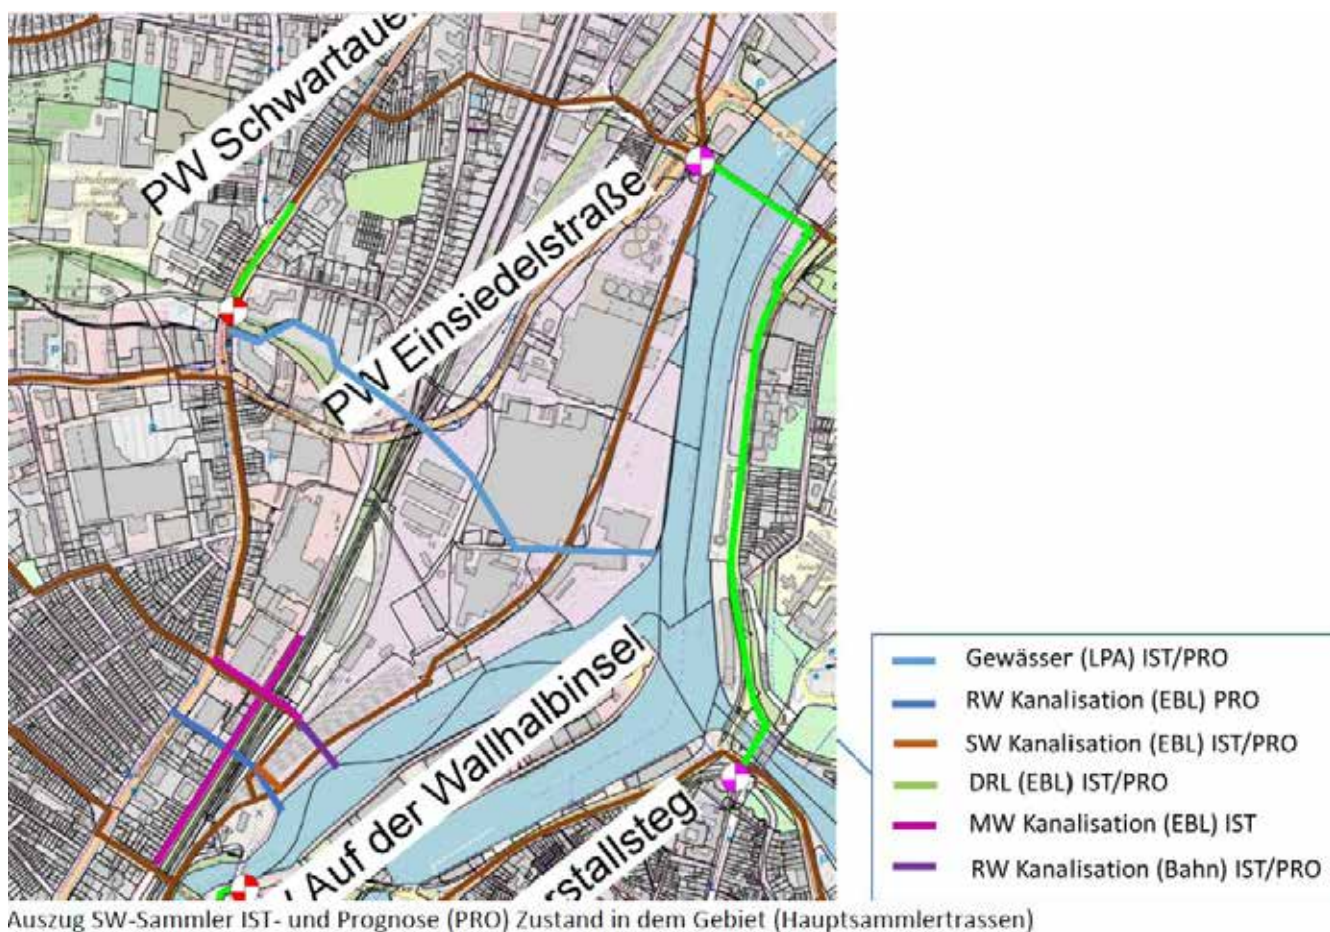 PW Schwartauer
PW Einsiedelstraße
Auf der Wallhalbinsel
rstallsteg
Gewässer (LPA) IST/PRO
RW Kanalisation (EBL) PRO
SW Kanalisation (EBL) IST/PRO
DRL (EBL) IST/PRO
MW Kanalisation (EBL) IST
RW Kanalisation (Bahn) IST/PRO
Auszug SW-Sammler IST- und Prognose (PRO) Zustand in dem Gebiet (Hauptsammlertrassen)